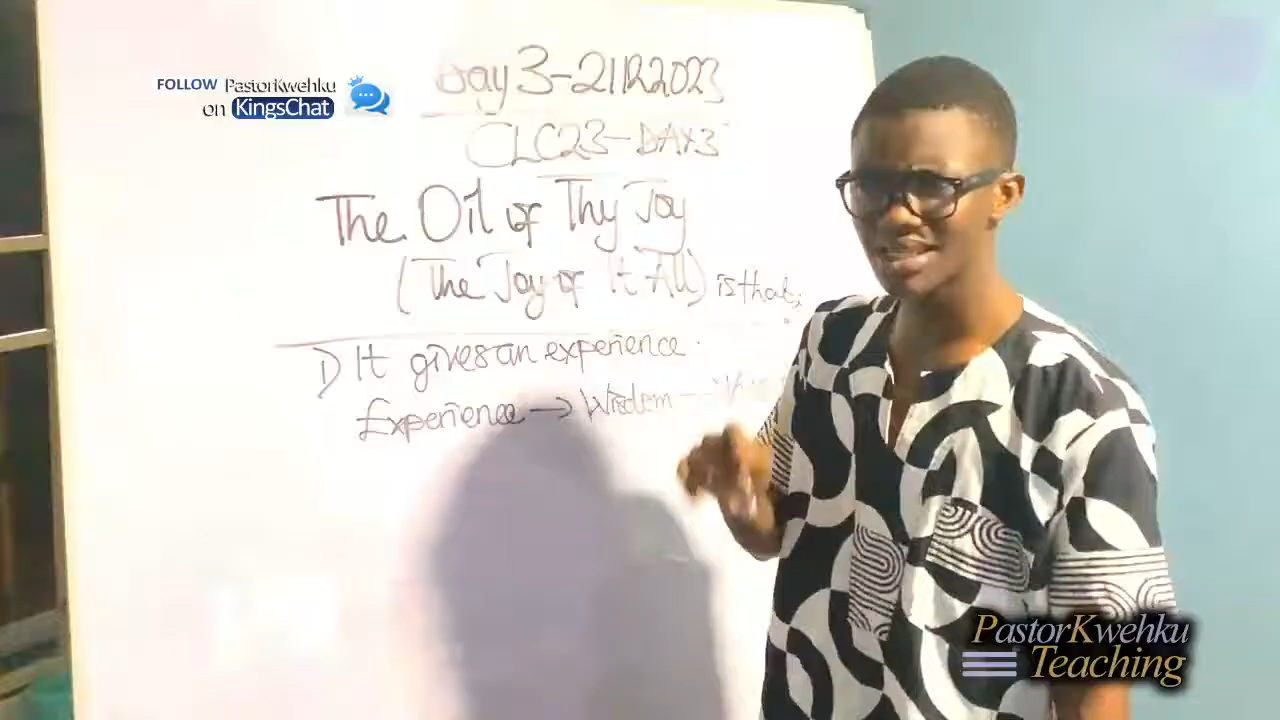 FOLLOW PastorKwehku
on KingsChat
Day 3-21122023
CLC23-DAY3
The Oil of Thy Joy
(The Joy of It All) is that;
1) It gives an experience.
Experience → Wisdom
PastorKwehku
Teaching